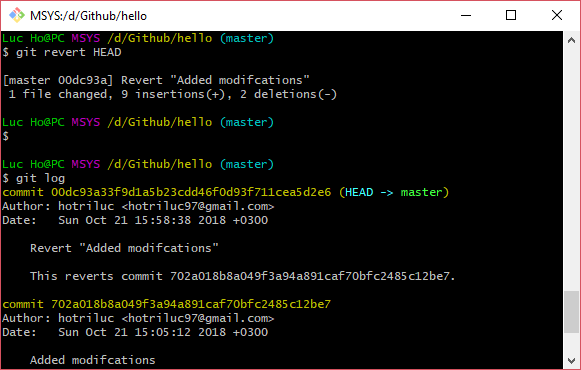 MSYS:/d/Github/hello
Luc Ho@PC MSYS /d/Github/hello (master)
$ git revert HEAD
[master 00dc93a] Revert "Added modifcations"
1 file changed, 9 insertions(+), 2 deletions(-)
Luc Ho@PC MSYS /d/Github/hello (master)
$
Luc Ho@PC MSYS /d/Github/hello (master)
$ git log
commit 00dc93a33f9d1a5b23cdd46f0d93f711cea5d2e6 (HEAD -> master)
Author: hotriluc <hotriluc97@gmail.com>
Date:   Sun Oct 21 15:58:38 2018 +0300
Revert "Added modifcations"
This reverts commit 702a018b8a049f3a94a891caf70bfc2485c12be7.
commit 702a018b8a049f3a94a891caf70bfc2485c12be7
Author: hotriluc <hotriluc97@gmail.com>
Date:   Sun Oct 21 15:05:12 2018 +0300
Added modifcations